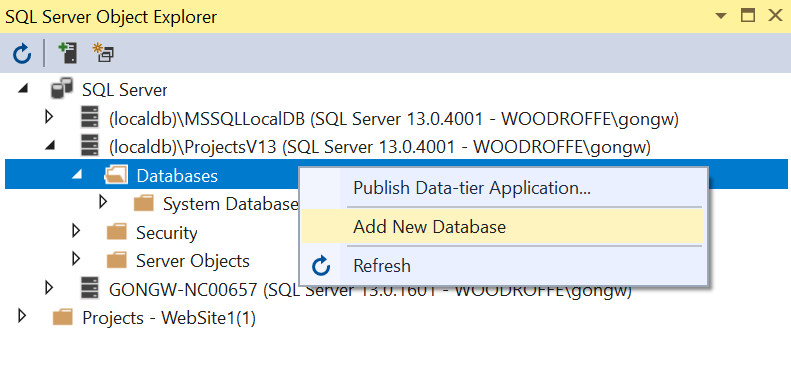 SQL Server Object Explorer
SQL Server
(localdb)\MSSQLLocalDB (SQL Server 13.0.4001 - WOODROFFE\gongw)
(localdb)\ProjectsV13 (SQL Server 13.0.4001 - WOODROFFE\gongw)
Databases
Publish Data-tier Application...
System Database
Add New Database
Security
Server Objects
Refresh
GONGW-NC00657 (SQL Server 13.0.1601 - WOODROFFE\gongw)
Projects - WebSite1(1)